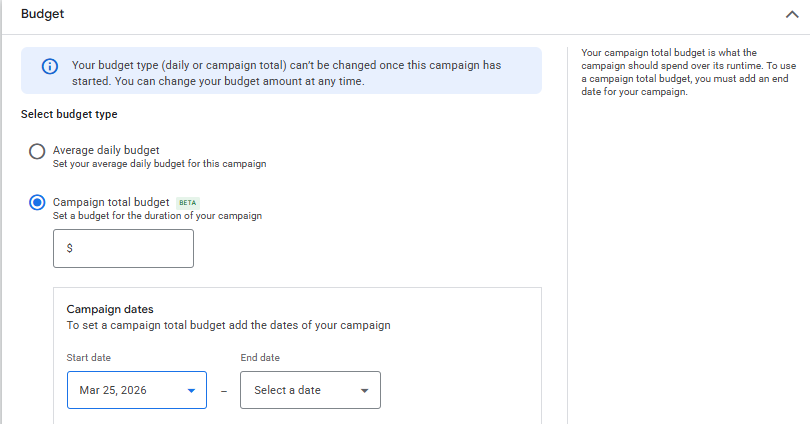 Budget
Your budget type (daily or campaign total) can't be changed once this campaign has
started. You can change your budget amount at any time.
Your campaign total budget is what the
campaign should spend over its runtime. To use
a campaign total budget, you must add an end
date for your campaign.
Select budget type
Average daily budget
Set your average daily budget for this campaign
Campaign total budget BETA
Set a budget for the duration of your campaign
$
Campaign dates
To set a campaign total budget add the dates of your campaign
Start date End date
Mar 25, 2026 – Select a date